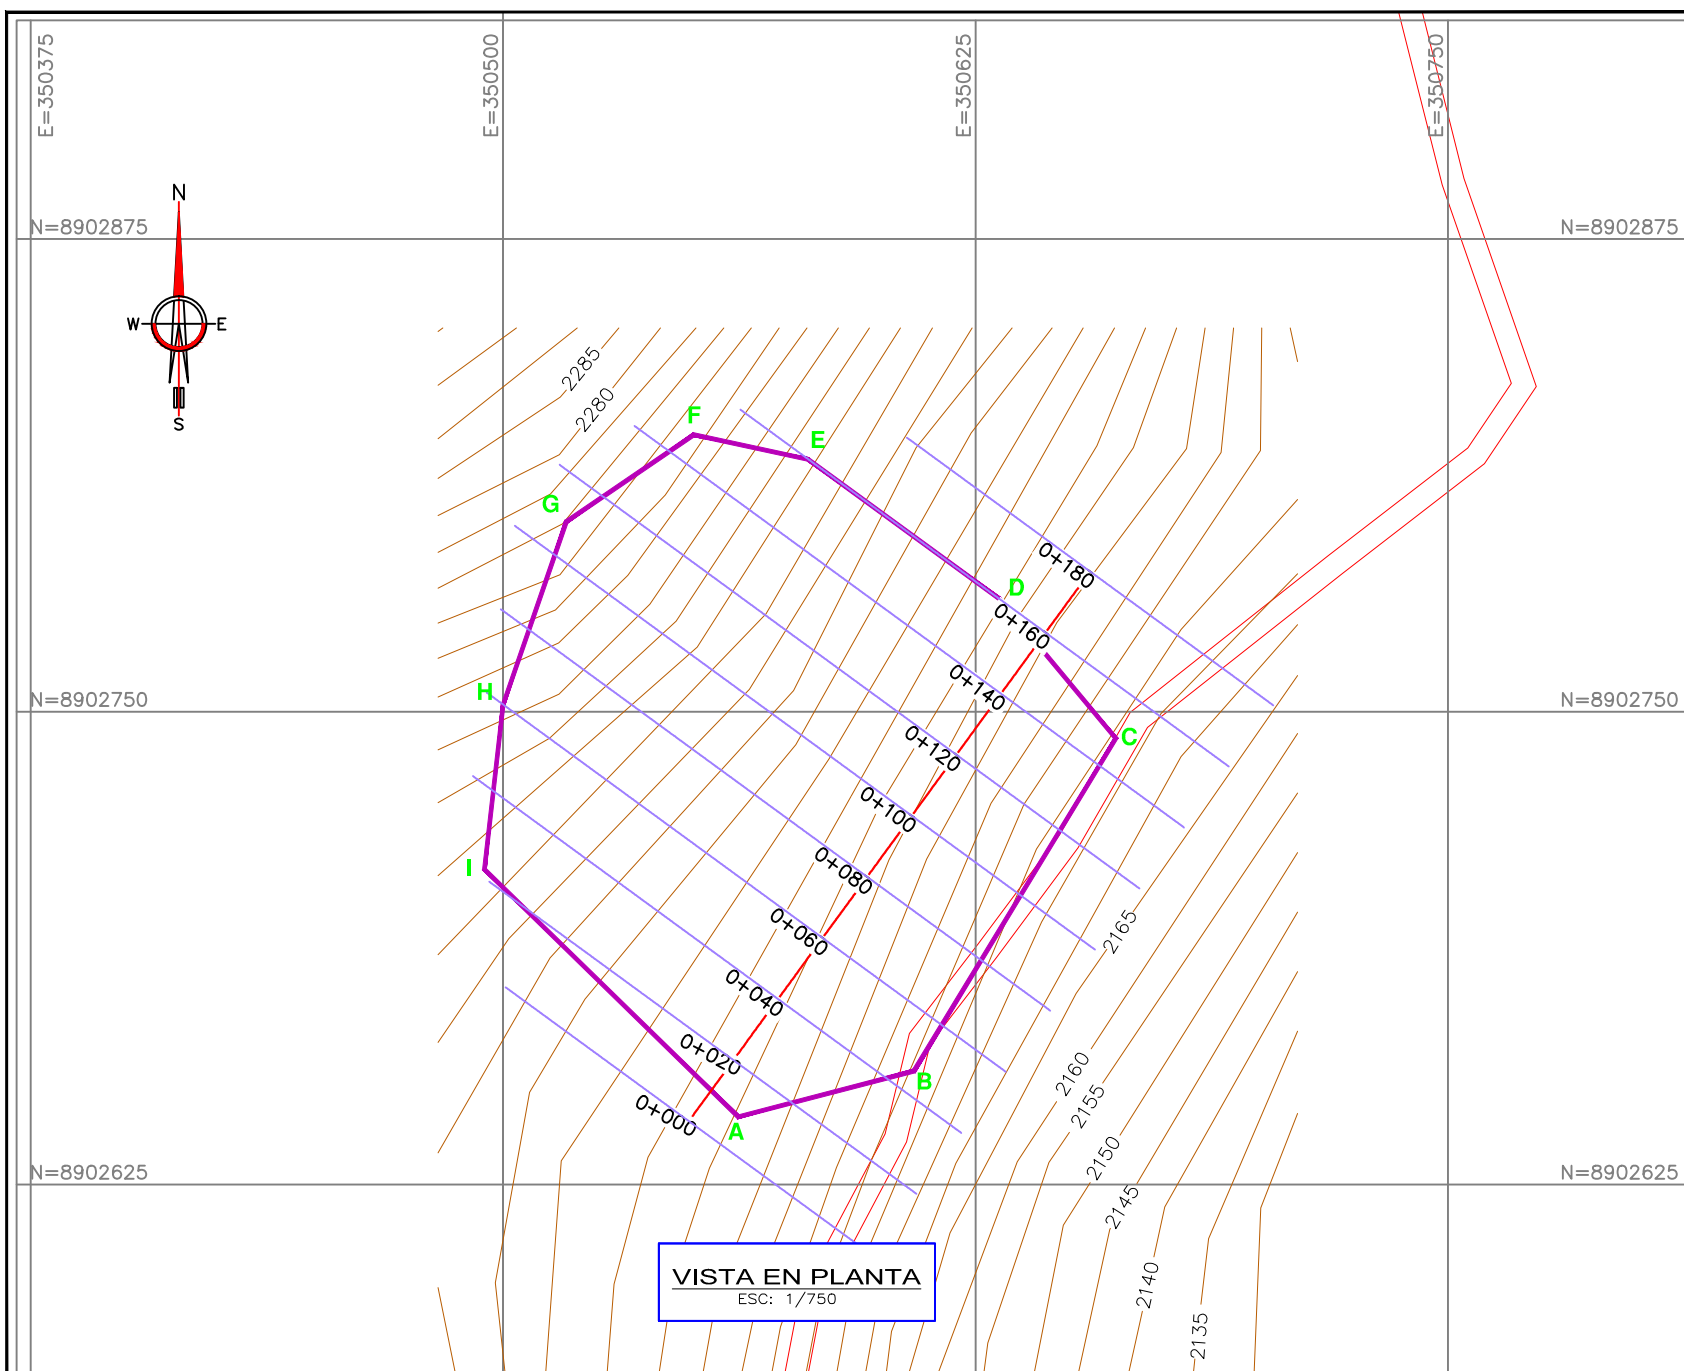 E=350375
E=350500
E=350625
E=350750
N
N=8902875
N=8902875
W
E
S
2285
2280
F
E
G
0+180
D
0+160
H
0+140
N=8902750
N=8902750
C
0+120
0+100
I
0+080
2165
0+060
0+040
0+020
2160
B
2155
0+000
A
2150
N=8902625
N=8902625
2145
VISTA EN PLANTA
ESC: 1/750
2140
2135